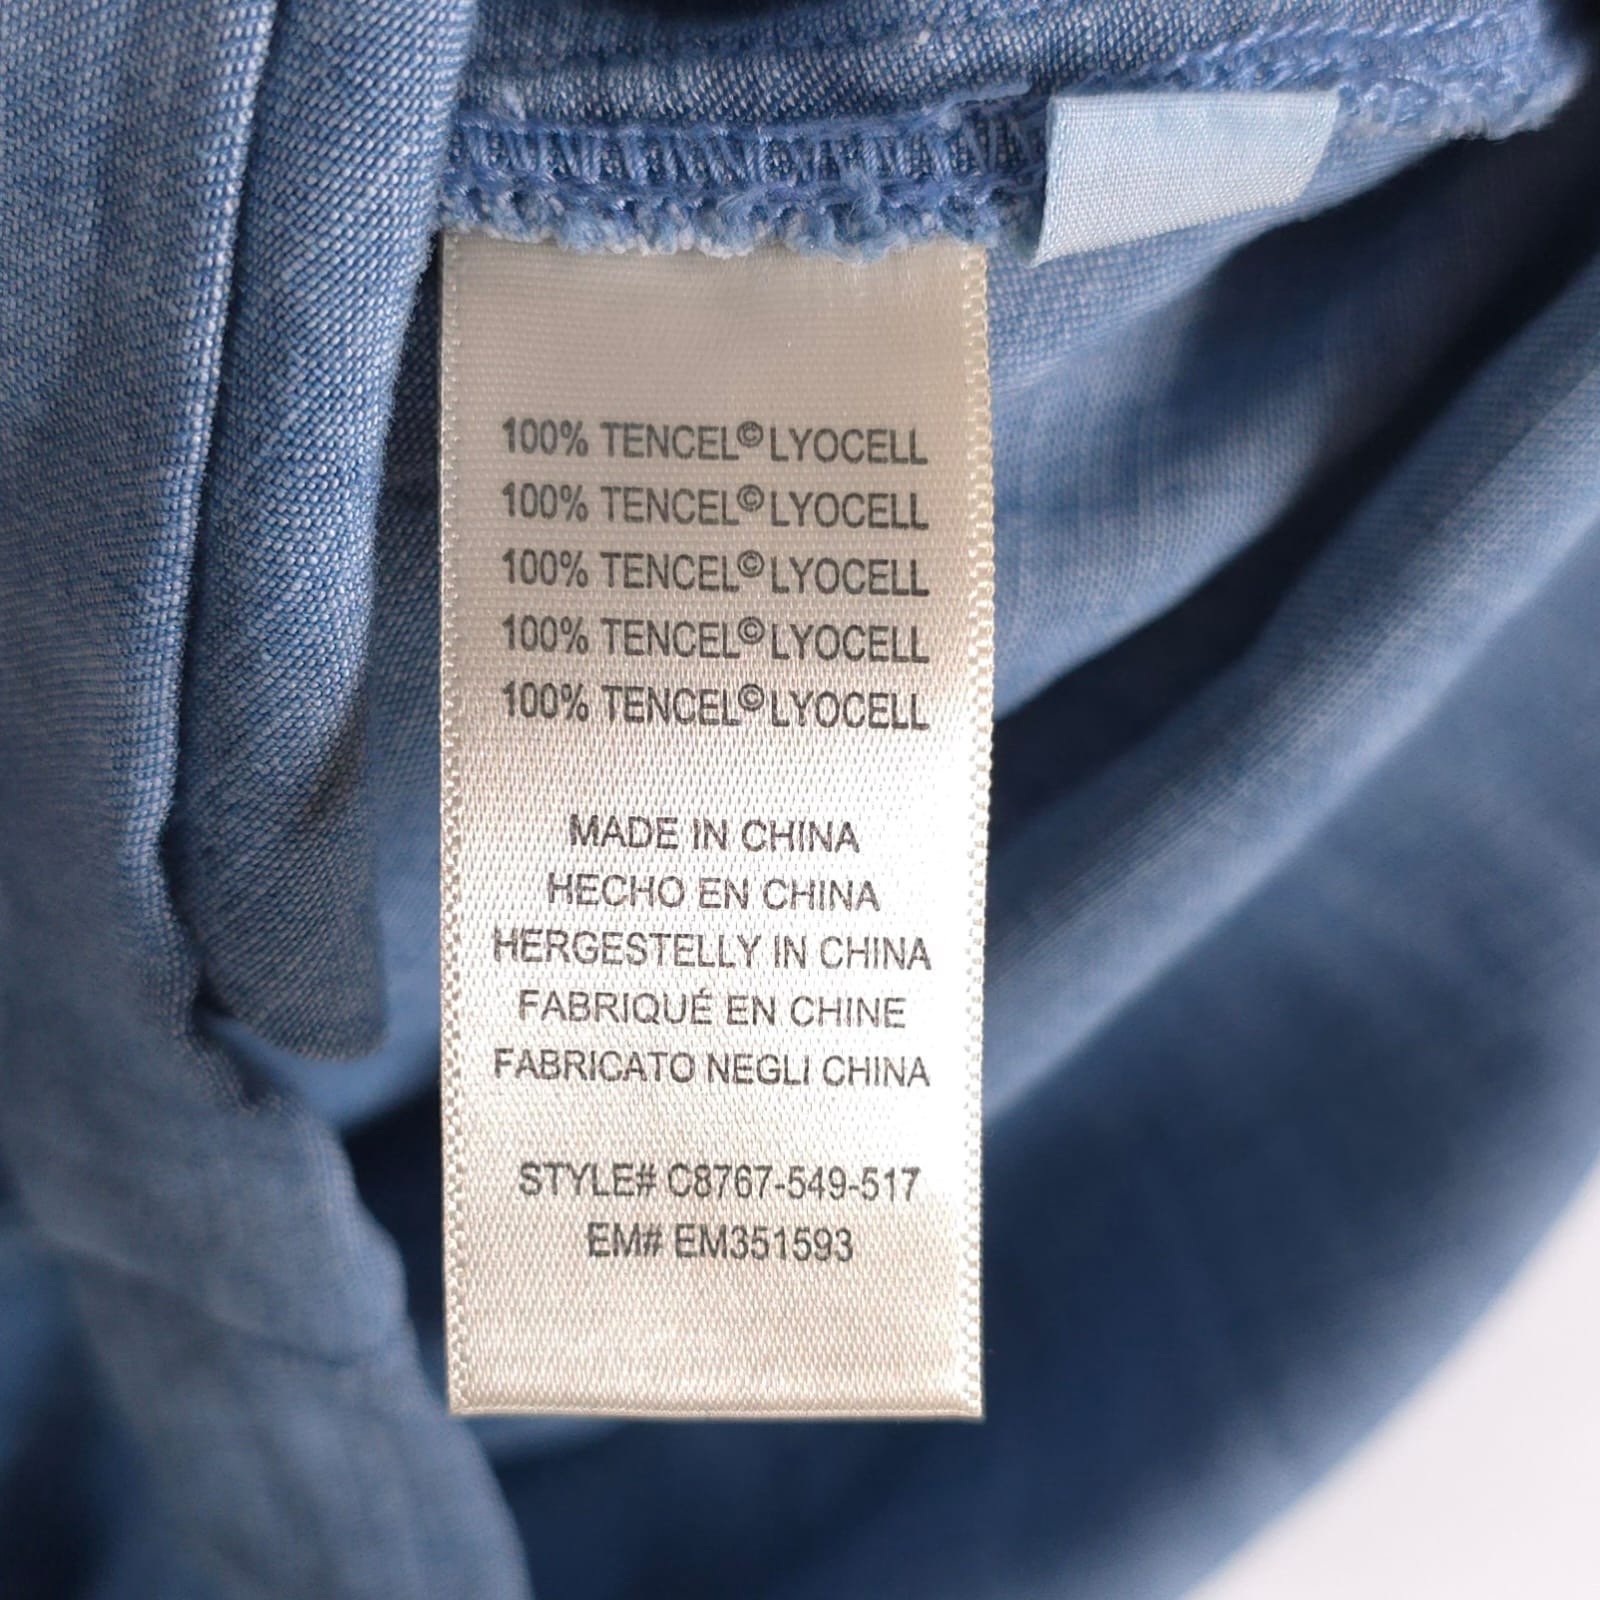 100% TENCEL©LYOCELL
100% TENCEL©LYOCELL
100% TENCEL©LYOCELL
100% TENCEL©LYOCELL
100% TENCEL©LYOCELL
MADE IN CHINA
HECHO EN CHINA
HERGESTELLY IN CHINA
FABRIQUÉ EN CHINE
FABRICATO NEGLI CHINA
STYLE# C8767-549-517
EM# EM351593